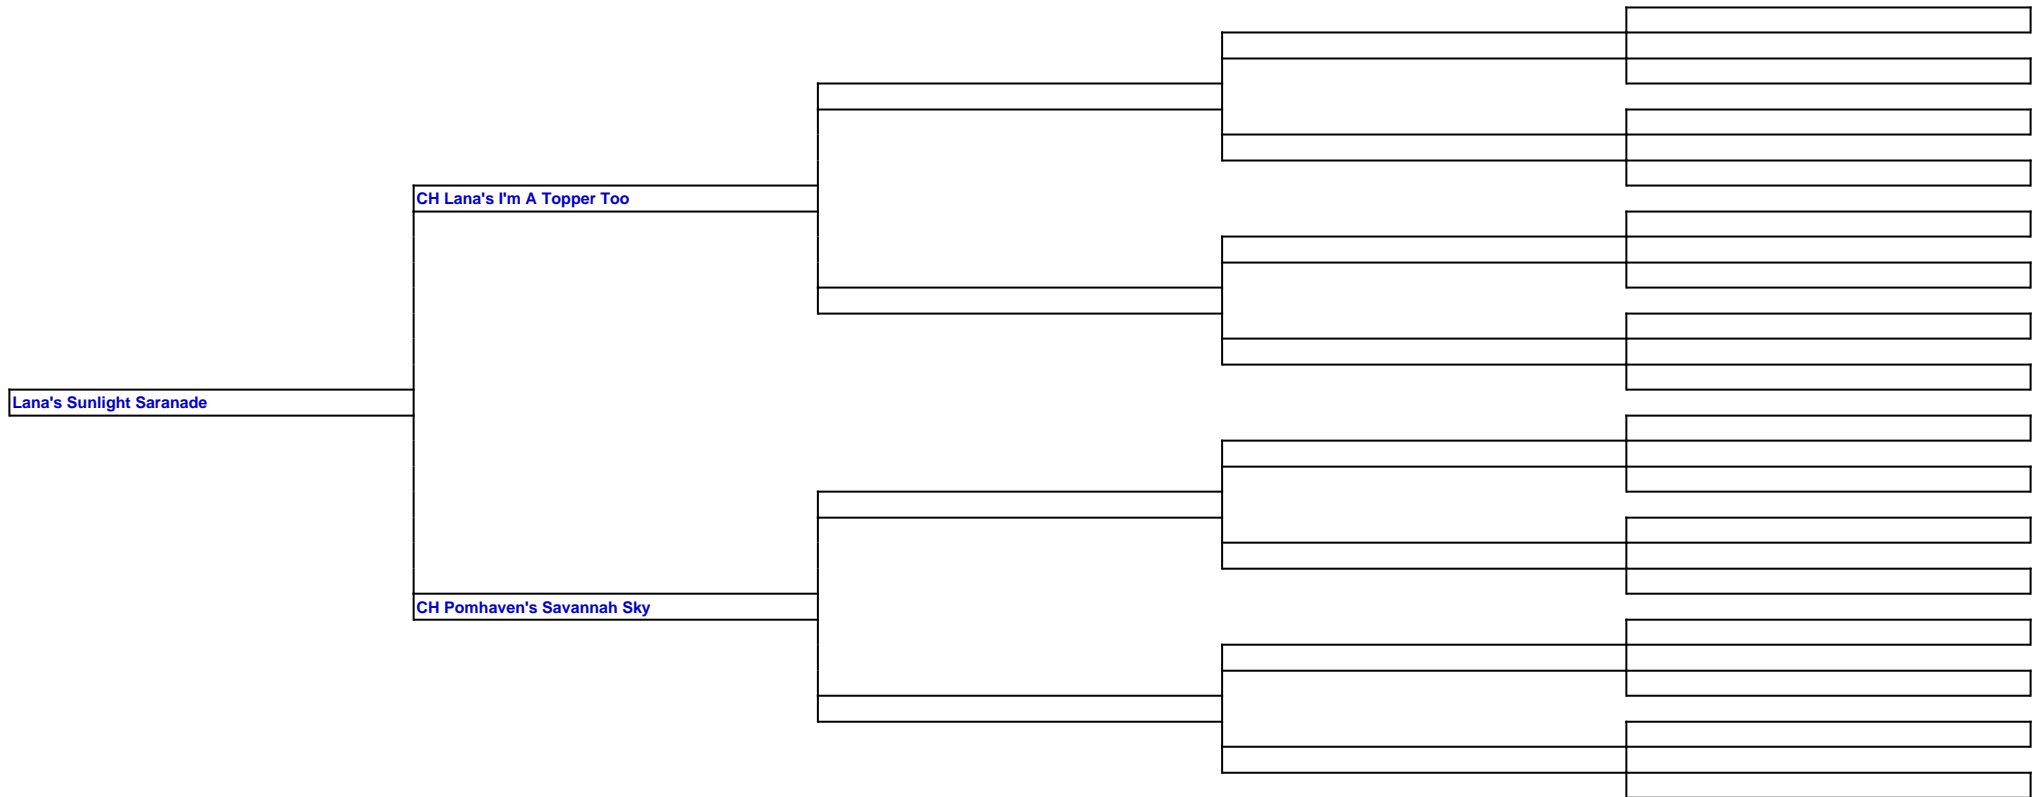 CH Lana's I'm A Topper Too
Lana's Sunlight Saranade
CH Pomhaven's Savannah Sky